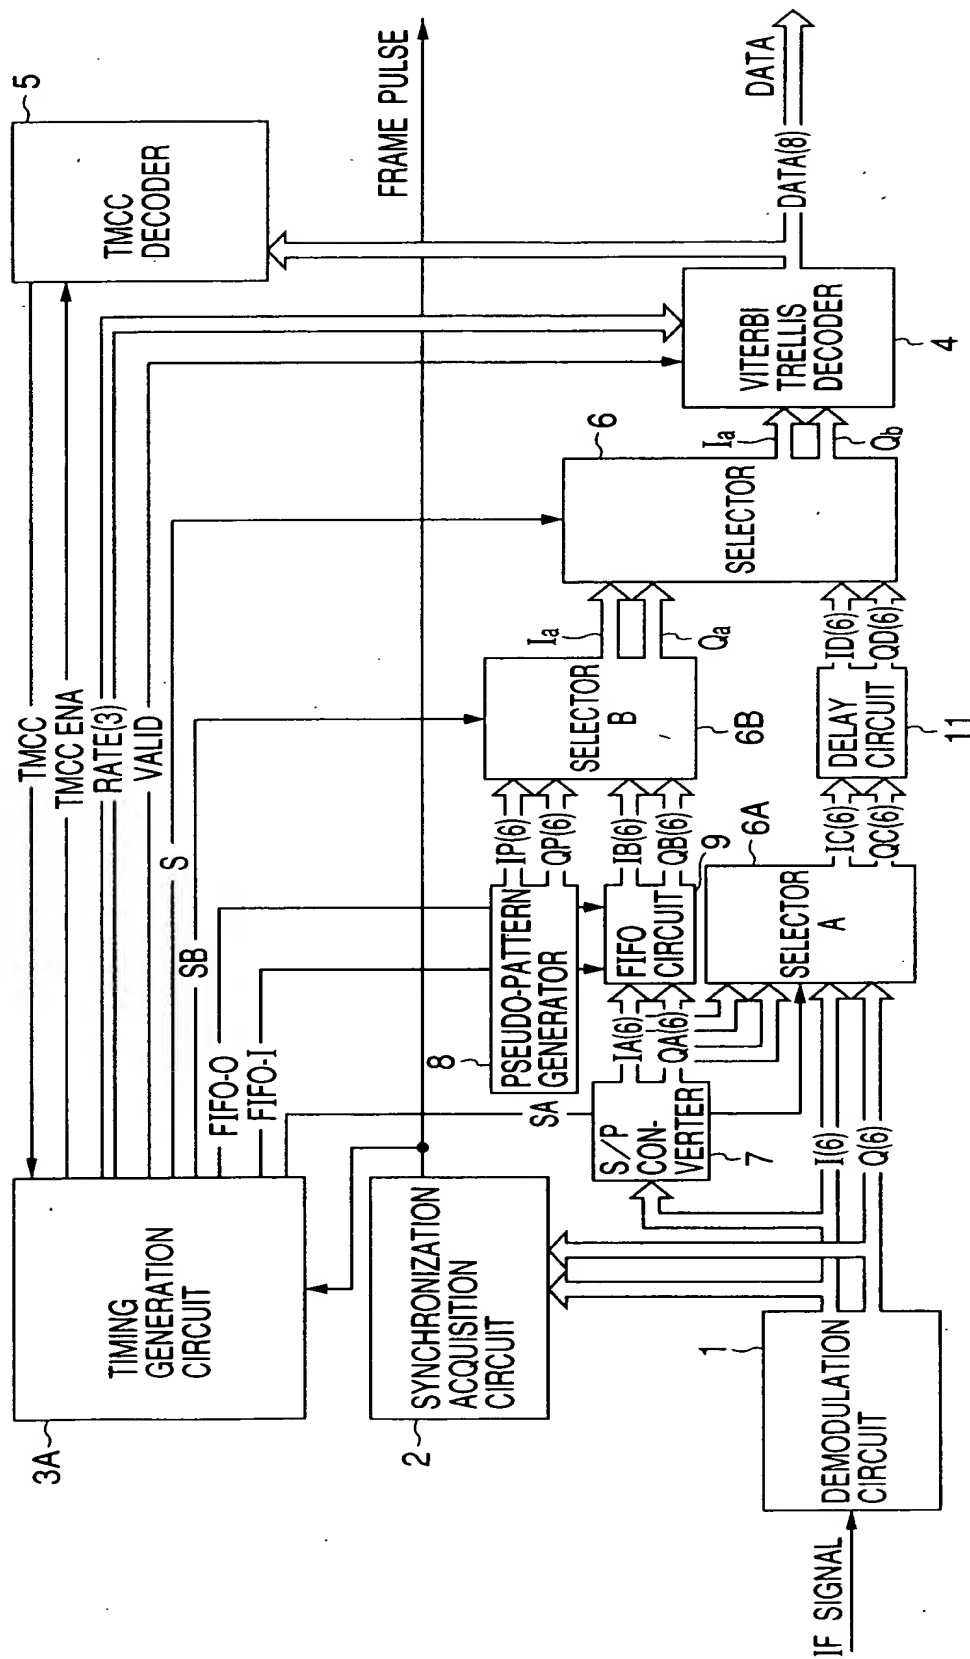 5
TMCC
DECODER
FRAME PULSE
DATA
DATA(8)
VITERBI
TRELLIS
DECODER
4
TMCC
TMCC ENA
RATE(3)
VALID
S
SB
FIFO-O
FIFO-I
SA
6
SELECTOR
Ia
Qb
Ia
Qa
SELECTOR
B
6B
ID(6)
QD(6)
DELAY
CIRCUIT
11
IC(6)
QC(6)
IP(6)
QP(6)
IB(6)
QB(6)
9
6A
SELECTOR
A
PSEUDO-PATTERN
GENERATOR
8
FIFO
CIRCUIT
IA(6)
QA(6)
S/P
CON-
VERTER
7
I(6)
Q(6)
TIMING
GENERATION
CIRCUIT
3A
SYNCHRONIZATION
ACQUISITION
CIRCUIT
2
1
DEMODULATION
CIRCUIT
IF SIGNAL